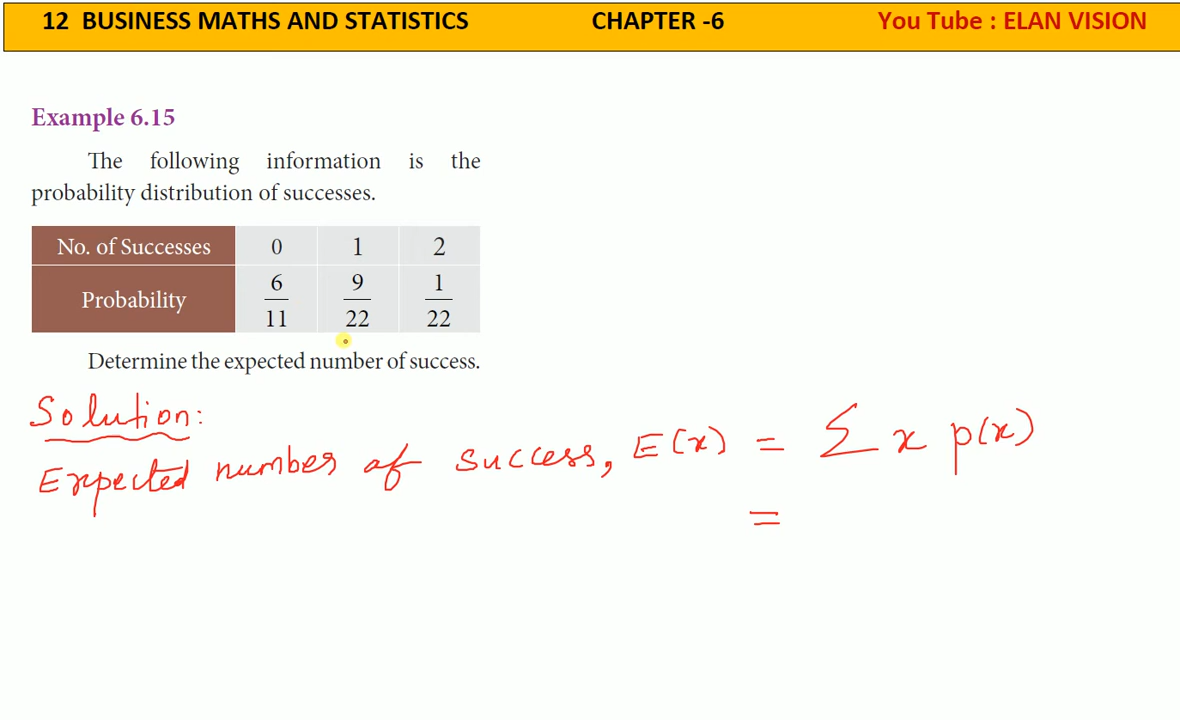 12 BUSINESS MATHS AND STATISTICS CHAPTER -6 You Tube : ELAN VISION
Example 6.15
The following information is the
probability distribution of successes.
No. of Successes 0 1 2
Probability 6/11 9/22 1/22
Determine the expected number of success.
Solution:
Expected number of success, E(x) = Σ x p(x)
=